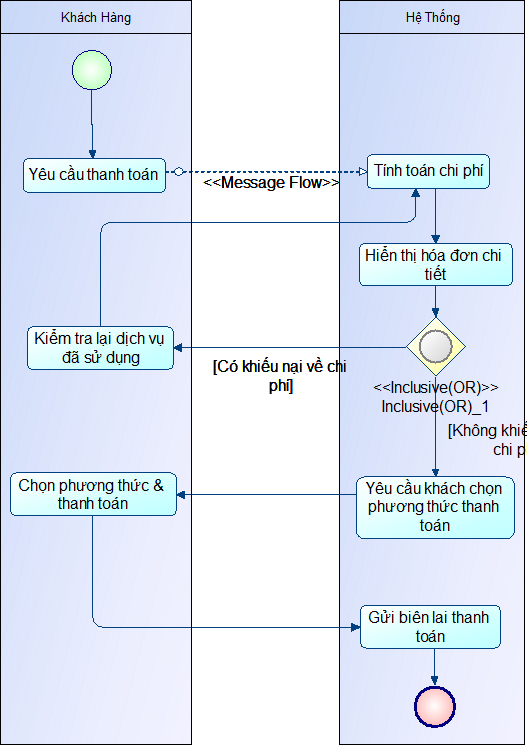 Khách Hàng
Hệ Thống
Yêu cầu thanh toán
<<Message Flow>>
Tính toán chi phí
Hiển thị hóa đơn chi
tiết
Kiểm tra lại dịch vụ
đã sử dụng
[Có khiếu nại về chi
phí]
<<Inclusive(OR)>>
Inclusive(OR)_1
[Không khiế
chi p
Chọn phương thức &
thanh toán
Yêu cầu khách chọn
phương thức thanh
toán
Gửi biên lai thanh
toán